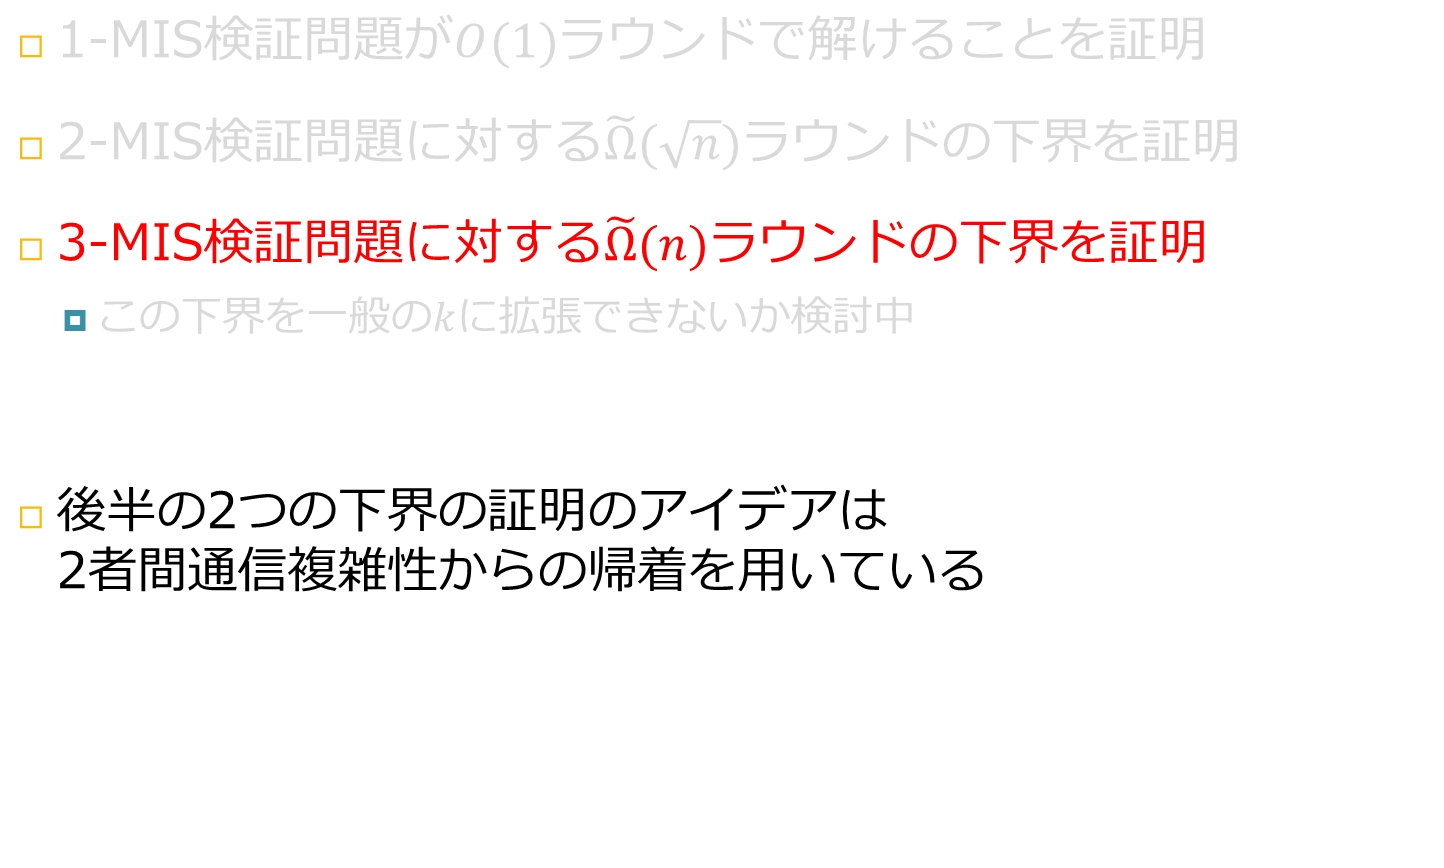 1-MIS検証問題がO(1)ラウンドで解けることを証明
2-MIS検証問題に対するΩ̃(√n)ラウンドの下界を証明
3-MIS検証問題に対するΩ̃(n)ラウンドの下界を証明
この下界を一般のkに拡張できないか検討中
後半の2つの下界の証明のアイデアは
2者間通信複雑性からの帰着を用いている